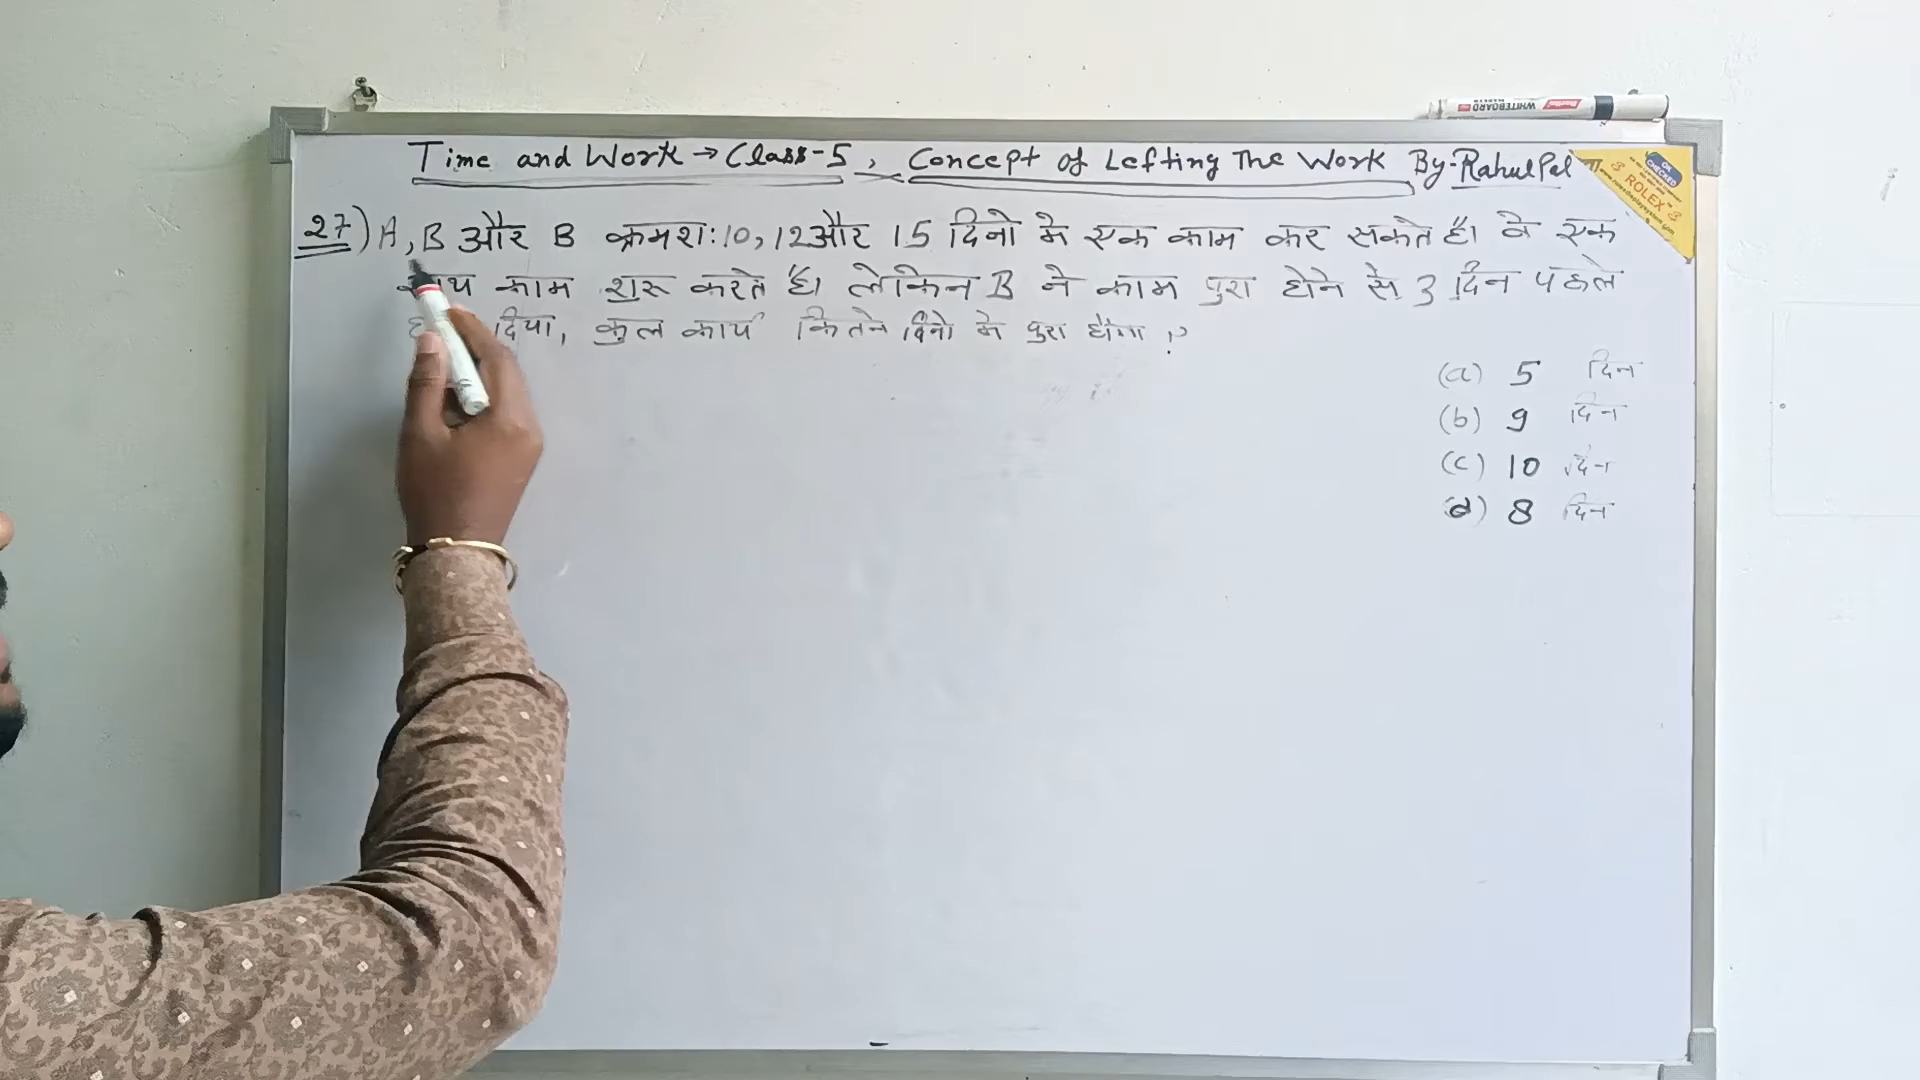 Time and Work → Class-5, Concept of Lefting The Work By-Rahul Pal
27) A, B और B क्रमशः 10, 12 और 15 दिनो मे एक काम कर सकते है। वे एक
काम शुरू करते है। लेकिन B ने काम पुरा होने से 3 दिन पहले
दिया, कुल कार्य कितने दिनो मे पुरा होगा ?
(a) 5 दिन
(b) 9 दिन
(c) 10 दिन
(d) 8 दिन
WHITEBOARD
ROLEX